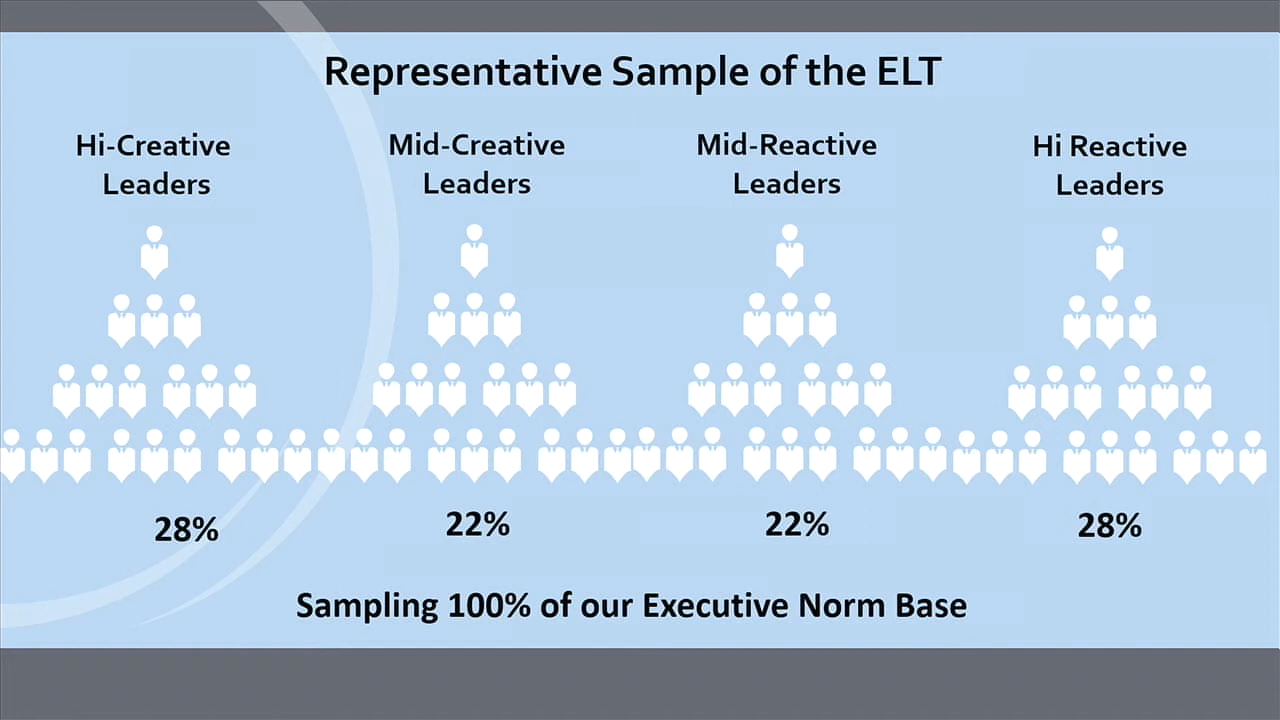 Representative Sample of the ELT
Hi-Creative
Leaders
Mid-Creative
Leaders
Mid-Reactive
Leaders
Hi Reactive
Leaders
28%
22%
22%
28%
Sampling 100% of our Executive Norm Base